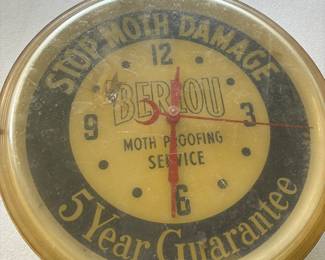 STOP MOTH DAMAGE
12
BERLOU
9
3
MOTH PROOFING
SERVICE
6
5 Year Guarantee